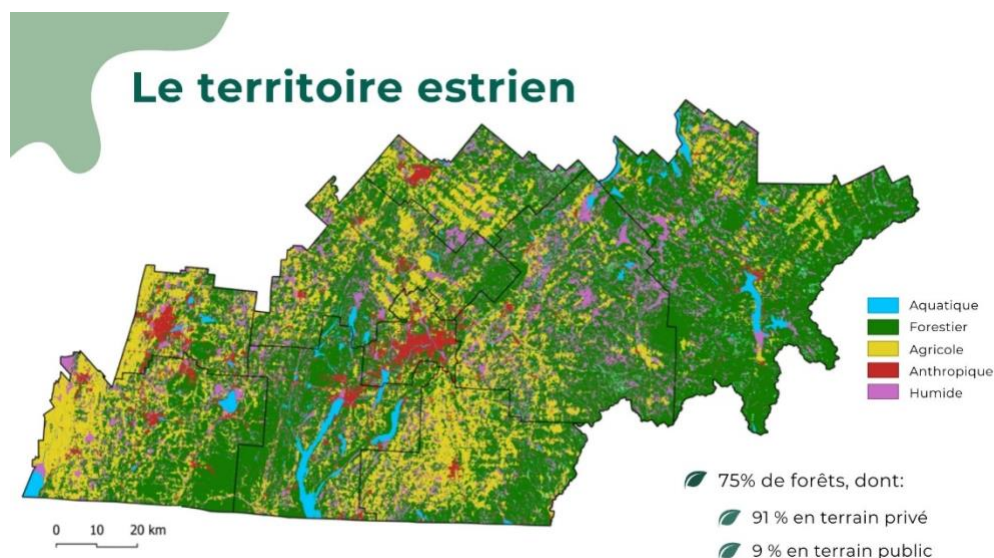 Le territoire estrien
Aquatique
Forestier
Agricole
Anthropique
Humide
75% de forêts, dont:
91 % en terrain privé
9 % en terrain public
0 10 20 km